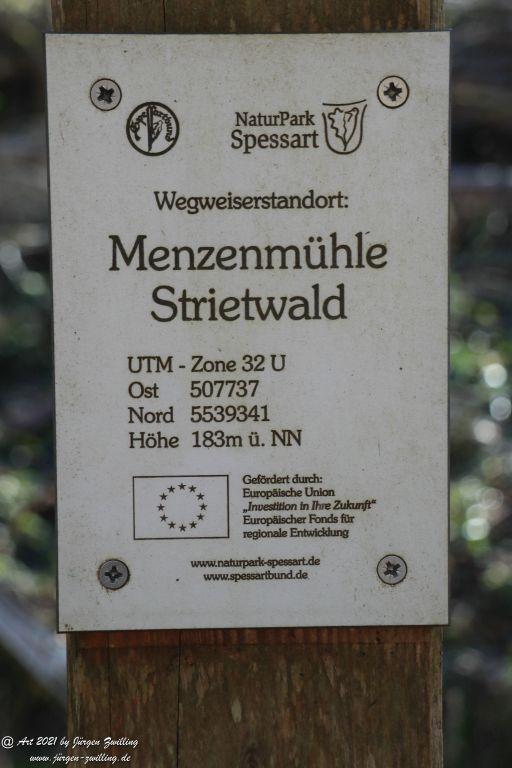 Spessartbund
NaturPark
Spessart
Wegweiserstandort:
Menzenmühle
Strietwald
UTM - Zone 32 U
Ost 507737
Nord 5539341
Höhe 183m ü. NN
Gefördert durch:
Europäische Union
„Investition in Ihre Zukunft“
Europäischer Fonds für
regionale Entwicklung
www.naturpark-spessart.de
www.spessartbund.de
@ Art 2021 by Jürgen Zwilling
www.jürgen-zwilling.de